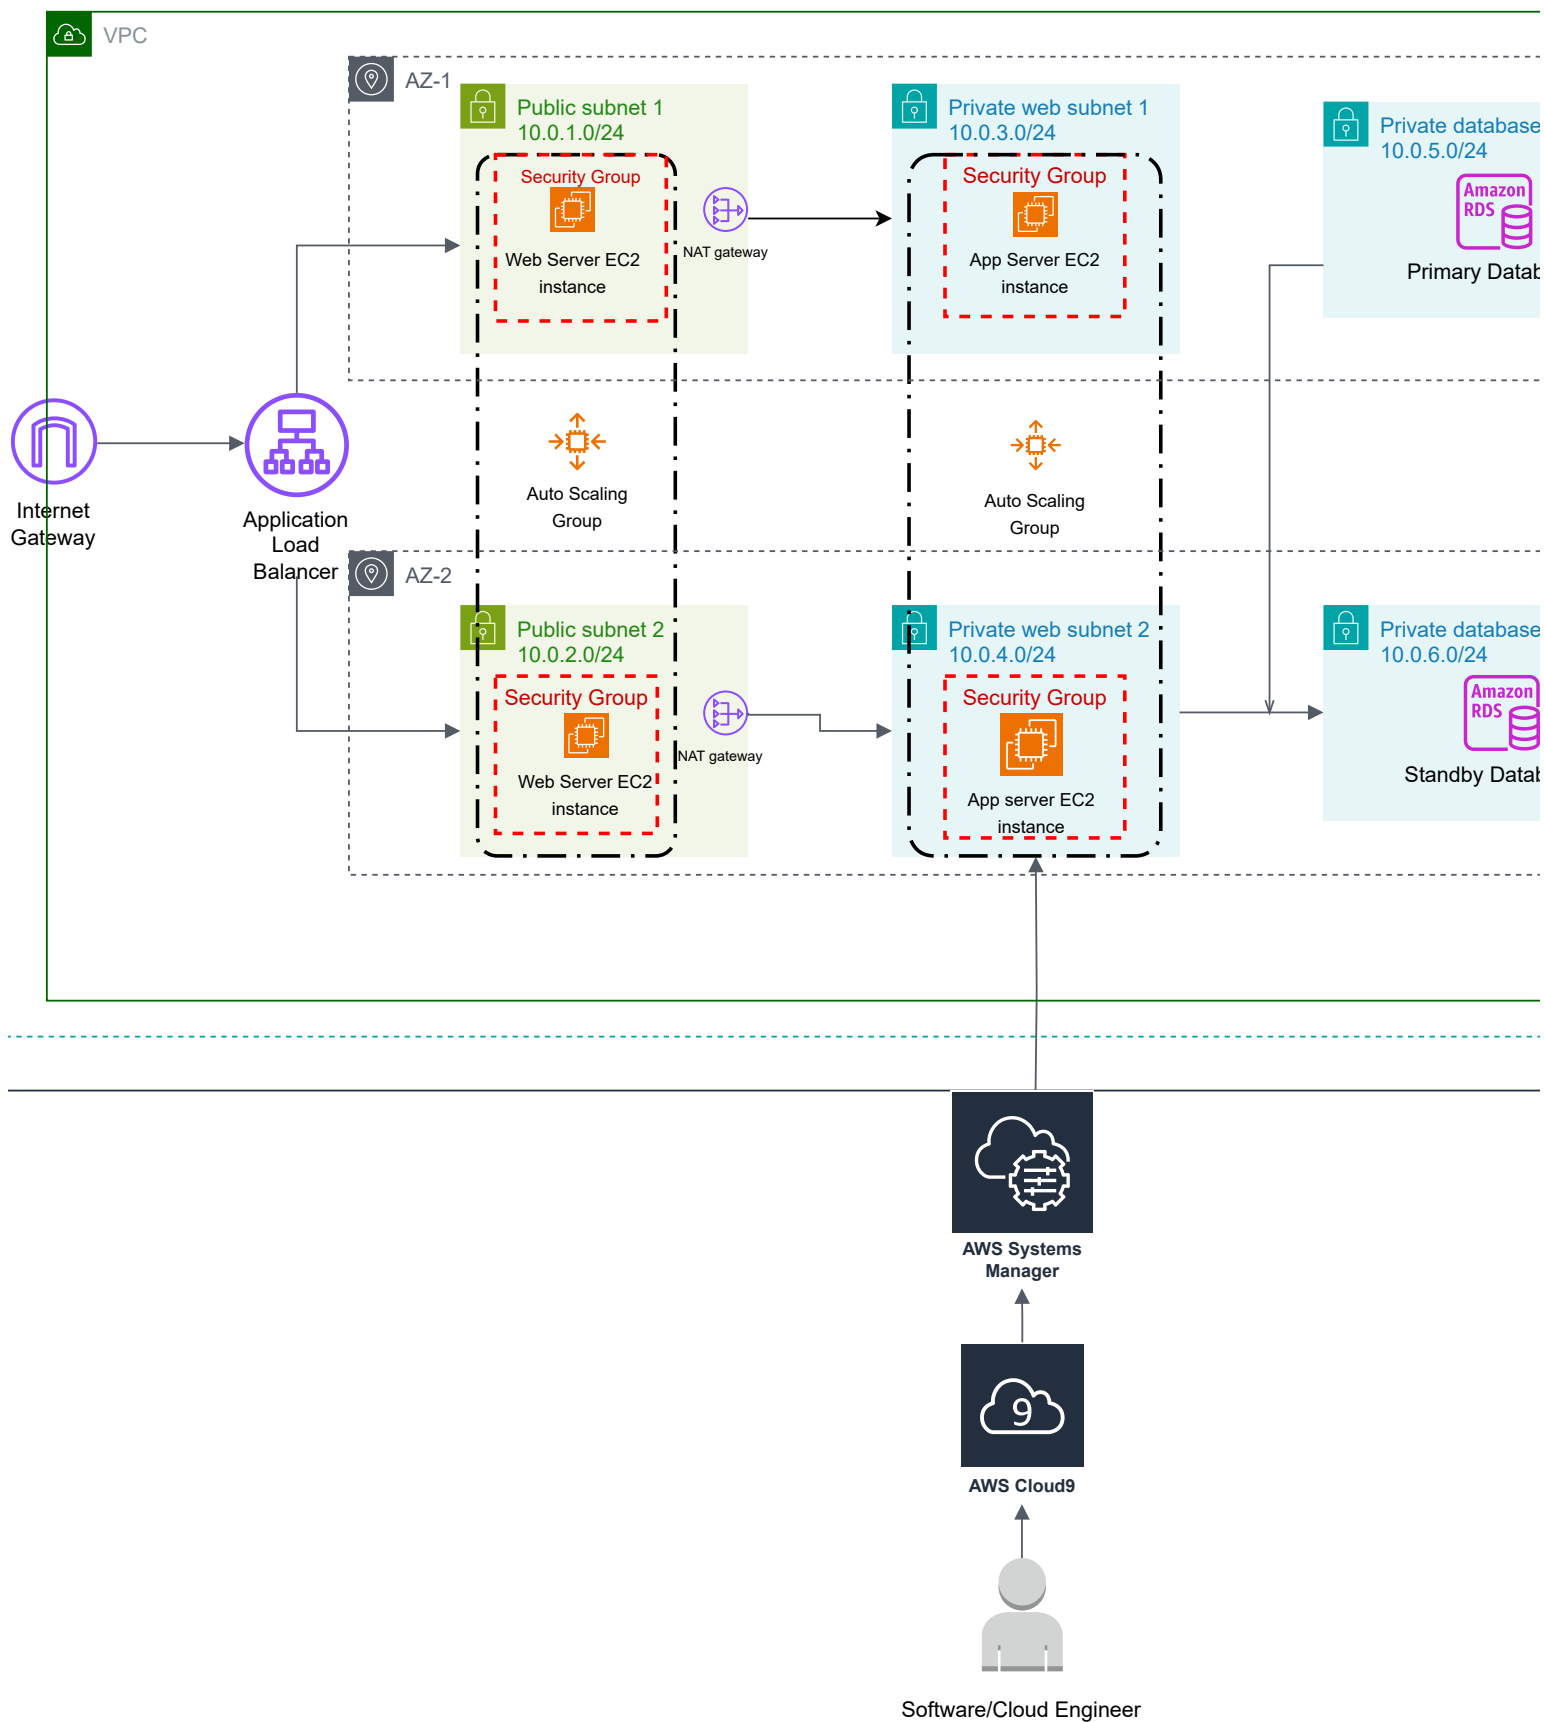 VPC
AZ-1
Public subnet 1
10.0.1.0/24
Security Group
Web Server EC2
instance
NAT gateway
Private web subnet 1
10.0.3.0/24
Security Group
App Server EC2
instance
Private database
10.0.5.0/24
Amazon
RDS
Primary Datab
Internet
Gateway
Application
Load
Balancer
Auto Scaling
Group
Auto Scaling
Group
AZ-2
Public subnet 2
10.0.2.0/24
Security Group
Web Server EC2
instance
NAT gateway
Private web subnet 2
10.0.4.0/24
Security Group
App server EC2
instance
Private database
10.0.6.0/24
Amazon
RDS
Standby Datab
AWS Systems
Manager
9
AWS Cloud9
Software/Cloud Engineer